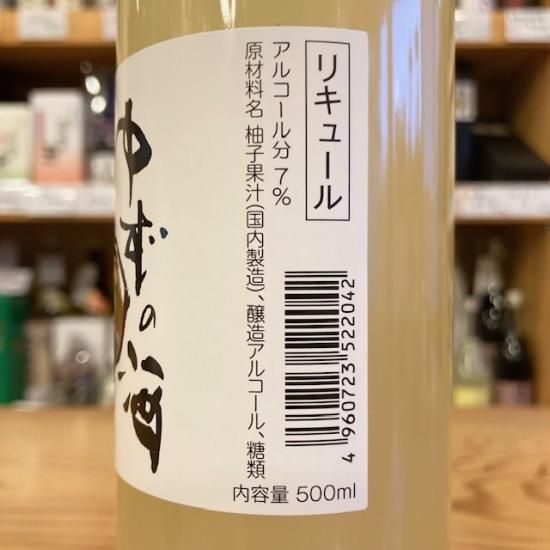 リキュール
アルコール分 7%
原材料名 柚子果汁(国内製造)、醸造アルコール、糖類
4 960723 522042
内容量 500ml
ゆずの酒